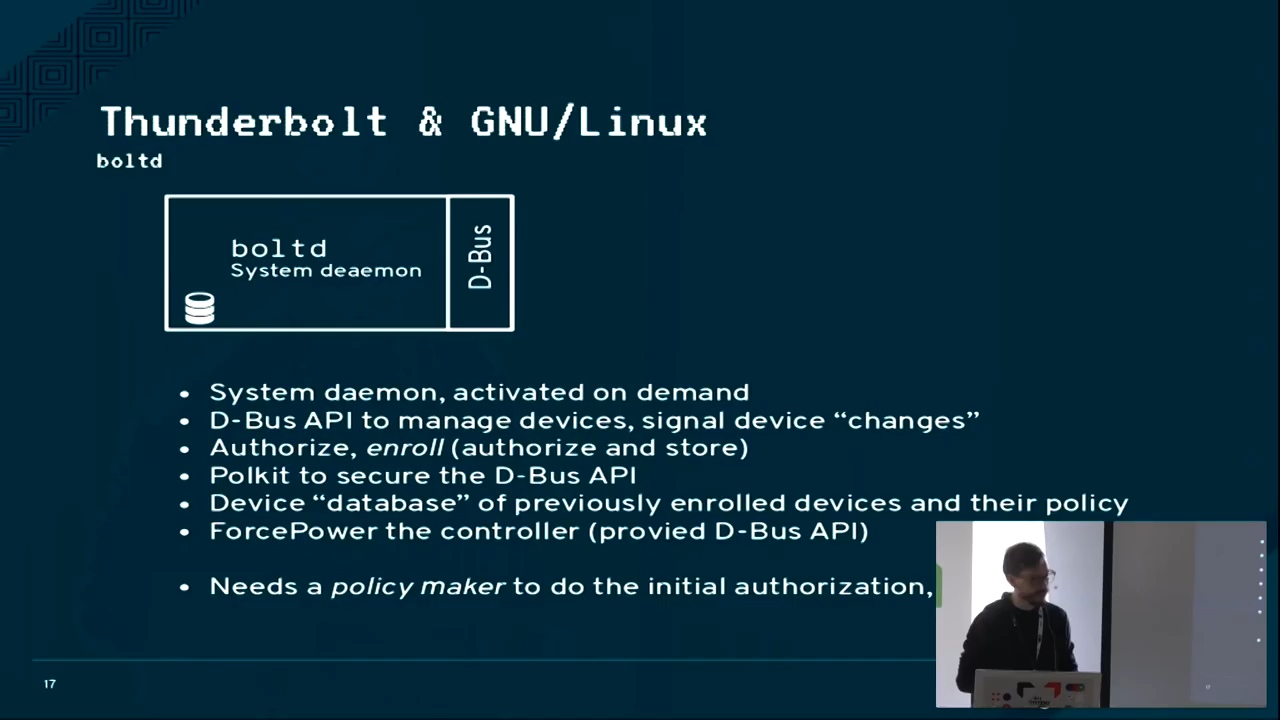 Thunderbolt & GNU/Linux
boltd
boltd
System deaemon
D-Bus
• System daemon, activated on demand
• D-Bus API to manage devices, signal device “changes”
• Authorize, enroll (authorize and store)
• Polkit to secure the D-Bus API
• Device “database” of previously enrolled devices and their policy
• ForcePower the controller (provied D-Bus API)
• Needs a policy maker to do the initial authorization,
17